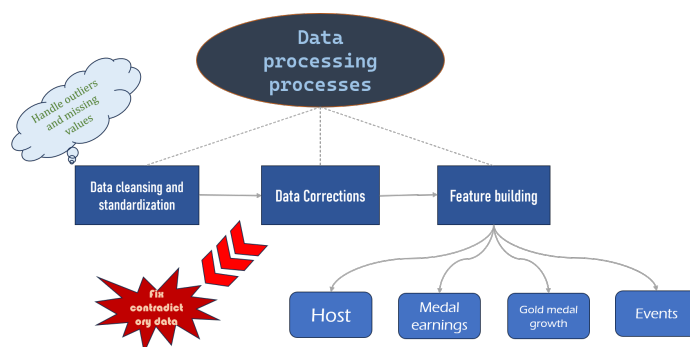 Data
processing
processes
Handle outliers
and missing
values
Data cleansing and
standardization
Data Corrections
Feature building
Fix
contradict
ory data
Host
Medal
earnings
Gold medal
growth
Events